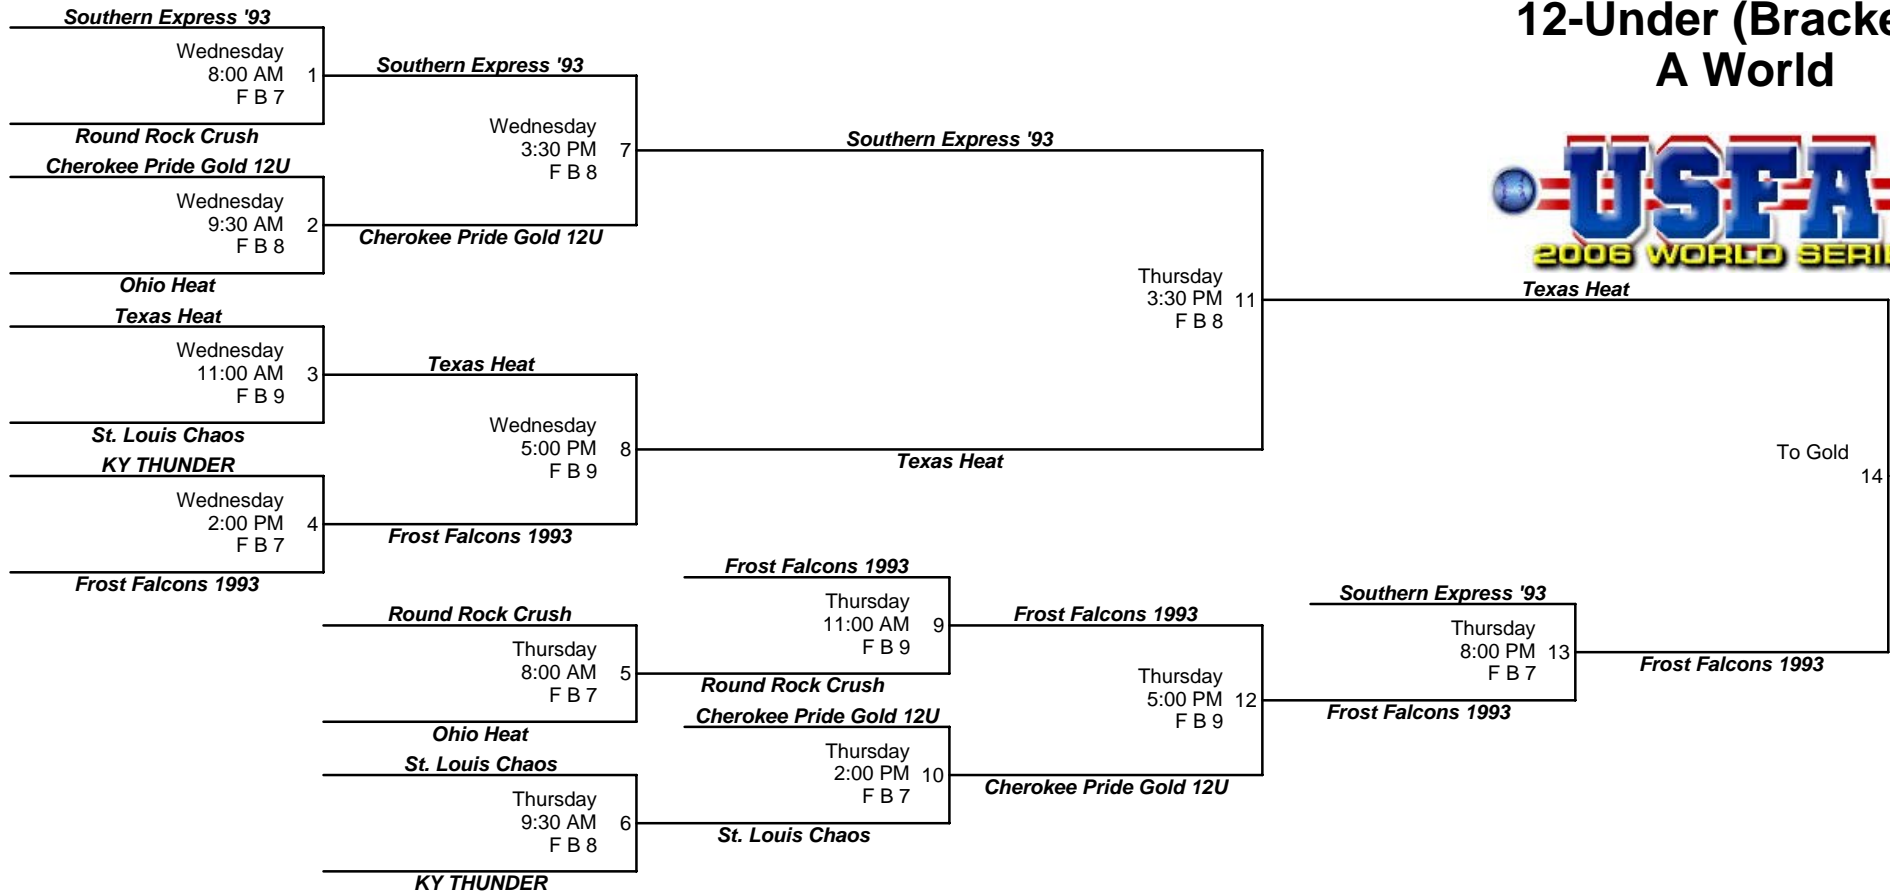 12-Under (Bracke
A World
USFA
2006 WORLD SERIE
Southern Express '93
Wednesday
8:00 AM 1
F B 7
Round Rock Crush
Cherokee Pride Gold 12U
Wednesday
9:30 AM 2
F B 8
Ohio Heat
Texas Heat
Wednesday
11:00 AM 3
F B 9
St. Louis Chaos
KY THUNDER
Wednesday
2:00 PM 4
F B 7
Frost Falcons 1993
Southern Express '93
Wednesday
3:30 PM 7
F B 8
Cherokee Pride Gold 12U
Texas Heat
Wednesday
5:00 PM 8
F B 9
Frost Falcons 1993
Round Rock Crush
Thursday
8:00 AM 5
F B 7
Ohio Heat
St. Louis Chaos
Thursday
9:30 AM 6
F B 8
KY THUNDER
Frost Falcons 1993
Thursday
11:00 AM 9
F B 9
Round Rock Crush
Cherokee Pride Gold 12U
Thursday
2:00 PM 10
F B 7
St. Louis Chaos
Southern Express '93
Thursday
3:30 PM 11
F B 8
Texas Heat
Frost Falcons 1993
Thursday
5:00 PM 12
F B 9
Cherokee Pride Gold 12U
Southern Express '93
Thursday
8:00 PM 13
F B 7
Frost Falcons 1993
Texas Heat
To Gold
14
Frost Falcons 1993